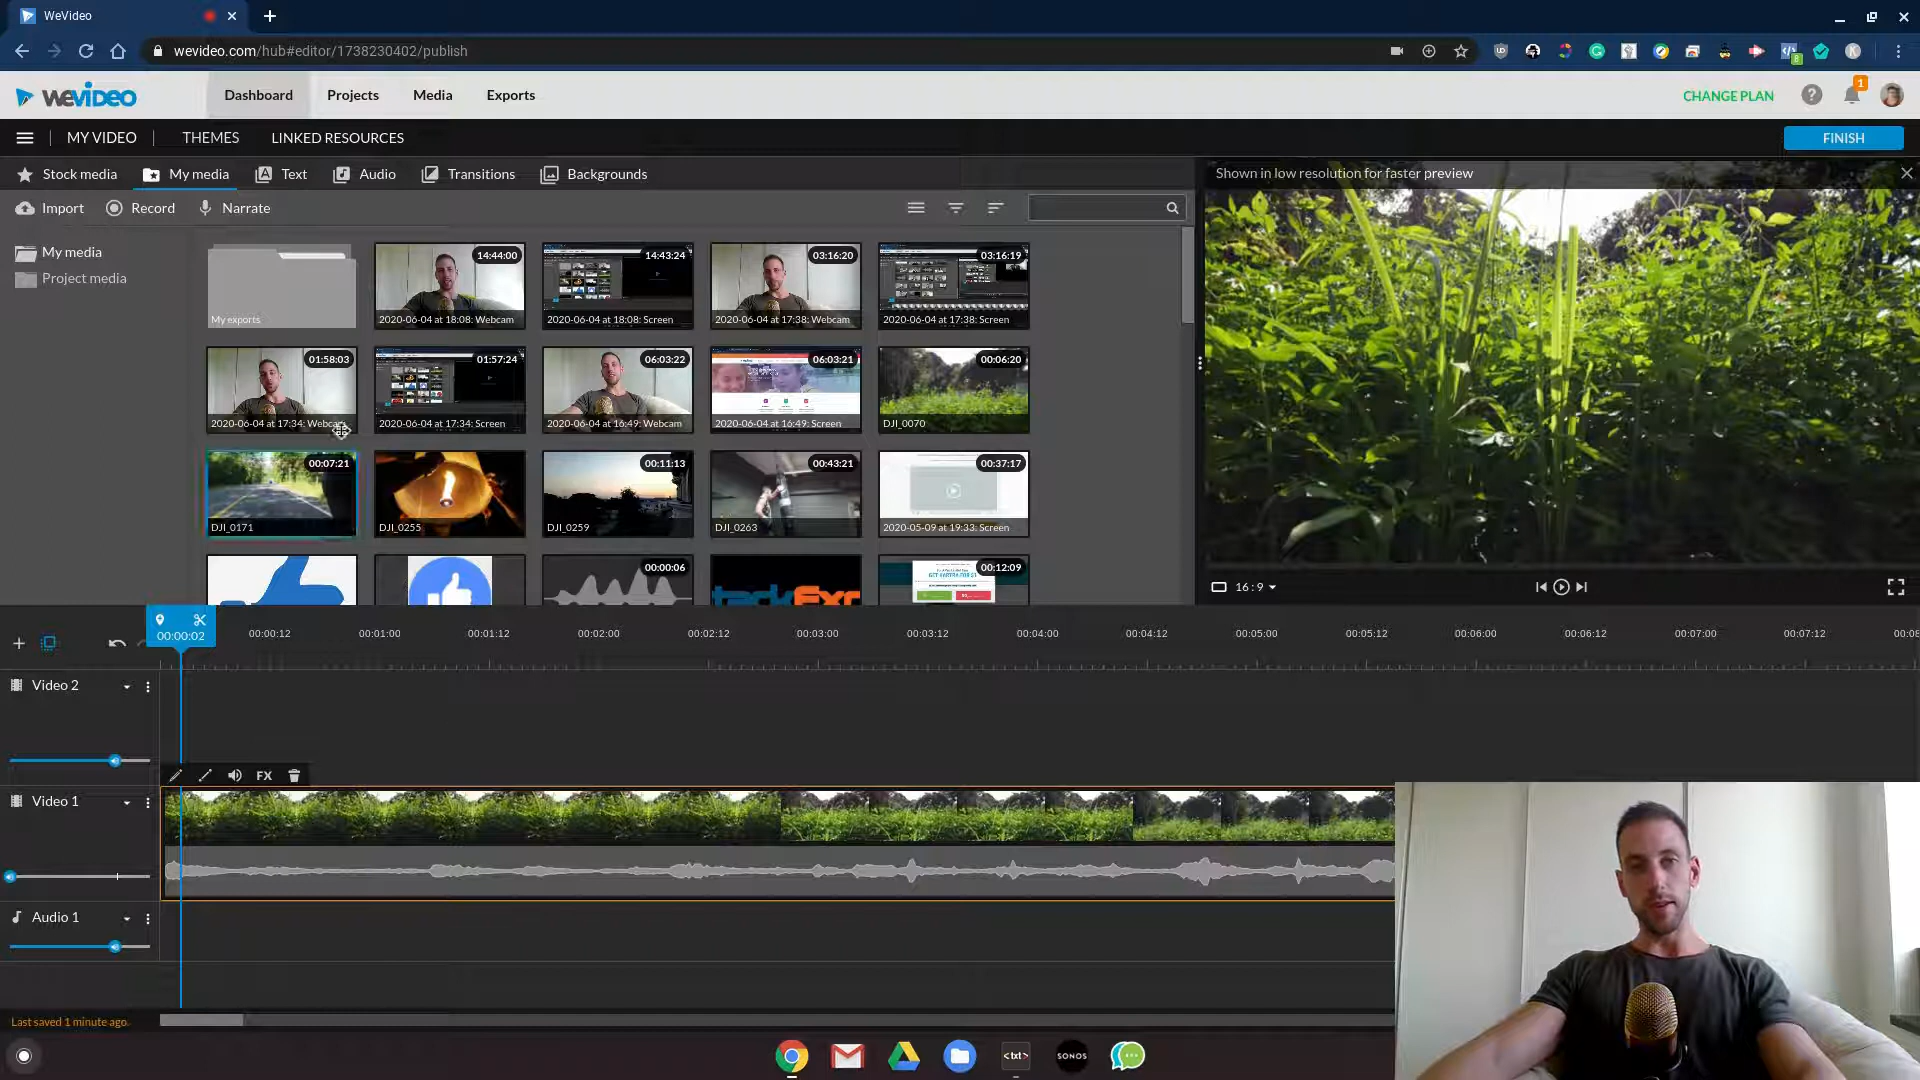 WeVideo
wevideo.com/hub#editor/1738230402/publish
WEVIDEO
Dashboard
Projects
Media
Exports
CHANGE PLAN
1
MY VIDEO
THEMES
LINKED RESOURCES
FINISH
Stock media
My media
Text
Audio
Transitions
Backgrounds
Shown in low resolution for faster preview
Import
Record
Narrate
My media
Project media
My exports
14:44:00
2020-06-04 at 18:08: Webcam
14:43:24
2020-06-04 at 18:08: Screen
03:16:20
2020-06-04 at 17:38: Webcam
03:16:19
2020-06-04 at 17:38: Screen
01:58:03
2020-06-04 at 17:34: Webcam
01:57:24
2020-06-04 at 17:34: Screen
06:03:22
2020-06-04 at 16:49: Webcam
06:03:21
2020-06-04 at 16:49: Screen
00:06:20
DJI_0070
00:07:21
DJI_0171
DJI_0255
00:11:13
DJI_0259
00:43:21
DJI_0263
00:37:17
2020-05-09 at 19:33: Screen
00:00:06
00:12:09
16:9
00:00:02
00:00:12
00:01:00
00:01:12
00:02:00
00:02:12
00:03:00
00:03:12
00:04:00
00:04:12
00:05:00
00:05:12
00:06:00
00:06:12
00:07:00
00:07:12
Video 2
FX
Video 1
Audio 1
Last saved 1 minute ago.
<txt>
SONOS